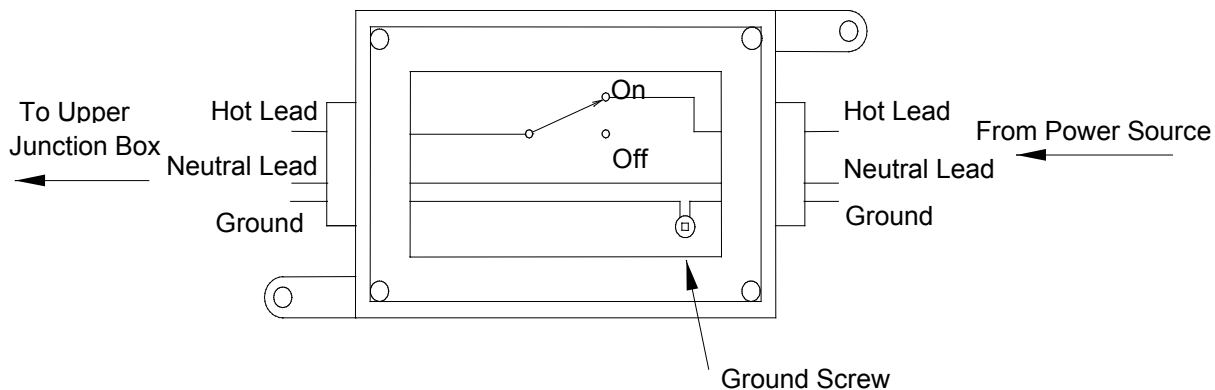 On
To Upper
Junction Box
Hot Lead
Hot Lead
From Power Source
Off
Neutral Lead
Neutral Lead
Ground
Ground
Ground Screw